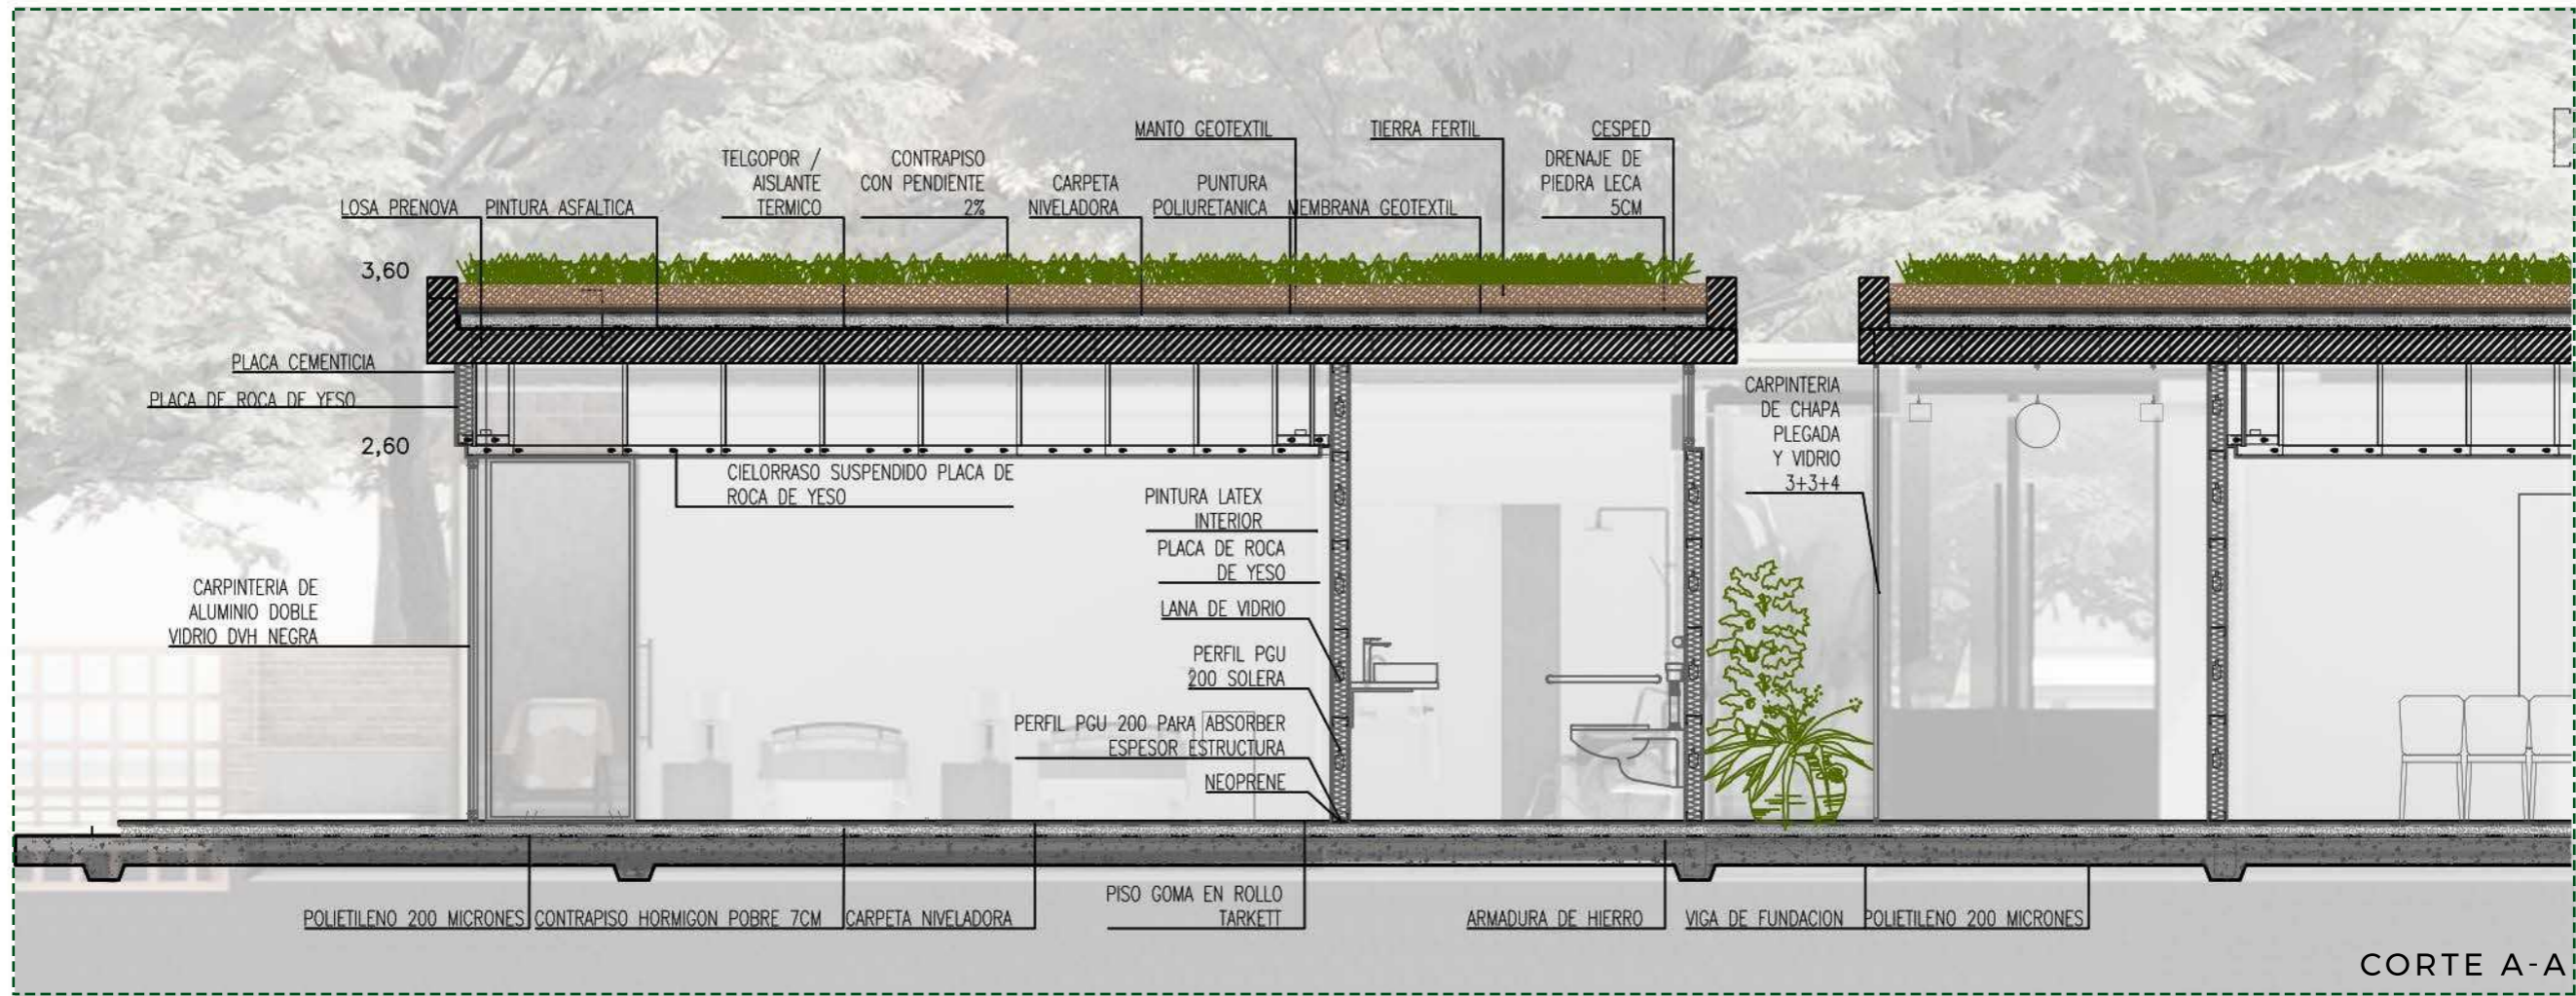 MANTO GEOTEXTIL
TIERRA FERTIL
CESPED
TELGOPOR /
AISLANTE
TERMICO
CONTRAPISO
CON PENDIENTE
2%
CARPETA
NIVELADORA
PUNTURA
POLIURETANICA
MEMBRANA GEOTEXTIL
DRENAJE DE
PIEDRA LECA
5CM
LOSA PRENOVA
PINTURA ASFALTICA
3,60
PLACA CEMENTICIA
PLACA DE ROCA DE YESO
2,60
CIELORRASO SUSPENDIDO PLACA DE
ROCA DE YESO
CARPINTERIA
DE CHAPA
PLEGADA
Y VIDRIO
3+3+4
PINTURA LATEX
INTERIOR
PLACA DE ROCA
DE YESO
LANA DE VIDRIO
PERFIL PGU
200 SOLERA
PERFIL PGU 200 PARA ABSORBER
ESPESOR ESTRUCTURA
NEOPRENE
CARPINTERIA DE
ALUMINIO DOBLE
VIDRIO DVH NEGRA
POLIETILENO 200 MICRONES
CONTRAPISO HORMIGON POBRE 7CM
CARPETA NIVELADORA
PISO GOMA EN ROLLO
TARKETT
ARMADURA DE HIERRO
VIGA DE FUNDACION
POLIETILENO 200 MICRONES
CORTE A-A